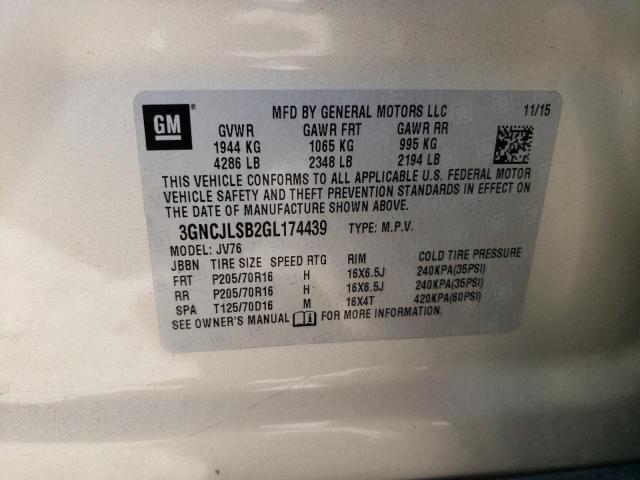 GM ®
MFD BY GENERAL MOTORS LLC 11/15
GVWR GAWR FRT GAWR RR
1944 KG 1065 KG 995 KG
4286 LB 2348 LB 2194 LB
THIS VEHICLE CONFORMS TO ALL APPLICABLE U.S. FEDERAL MOTOR
VEHICLE SAFETY AND THEFT PREVENTION STANDARDS IN EFFECT ON
THE DATE OF MANUFACTURE SHOWN ABOVE.
3GNCJLSB2GL174439 TYPE: M.P.V.
MODEL: JV76
JBBN TIRE SIZE SPEED RTG RIM COLD TIRE PRESSURE
FRT P205/70R16 H 16X6.5J 240KPA(35PSI)
RR P205/70R16 H 16X6.5J 240KPA(35PSI)
SPA T125/70D16 M 16X4T 420KPA(60PSI)
SEE OWNER'S MANUAL FOR MORE INFORMATION.